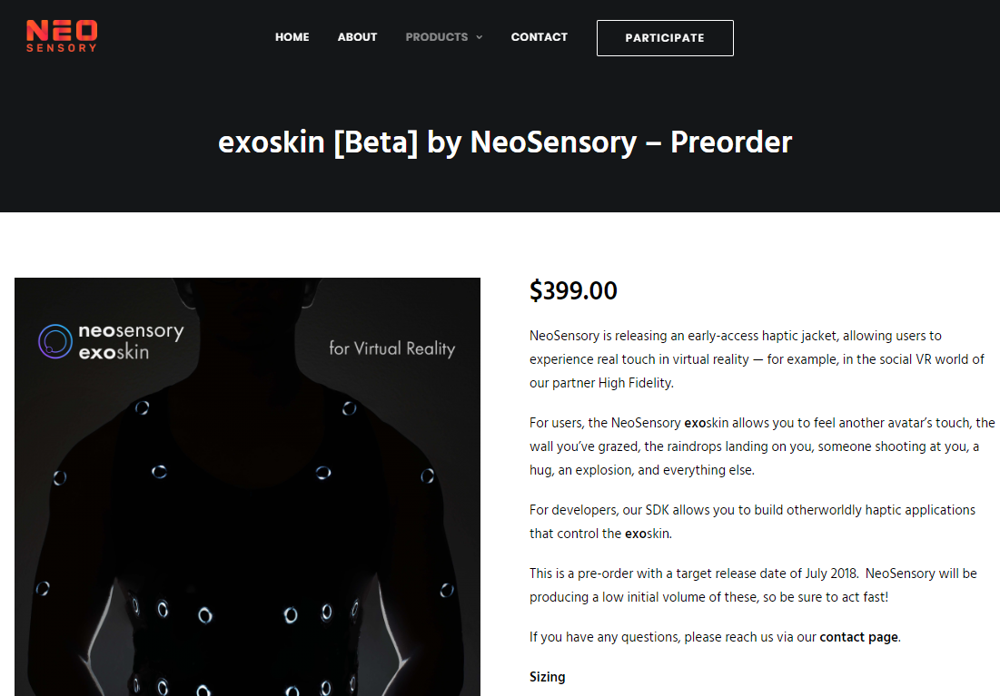 NEO
SENSORY
HOME ABOUT PRODUCTS CONTACT PARTICIPATE
exoskin [Beta] by NeoSensory – Preorder
neosensory
exoskin
for Virtual Reality
$399.00
NeoSensory is releasing an early-access haptic jacket, allowing users to
experience real touch in virtual reality — for example, in the social VR world of
our partner High Fidelity.
For users, the NeoSensory exoskin allows you to feel another avatar’s touch, the
wall you’ve grazed, the raindrops landing on you, someone shooting at you, a
hug, an explosion, and everything else.
For developers, our SDK allows you to build otherworldly haptic applications
that control the exoskin.
This is a pre-order with a target release date of July 2018.  NeoSensory will be
producing a low initial volume of these, so be sure to act fast!
If you have any questions, please reach us via our contact page.
Sizing